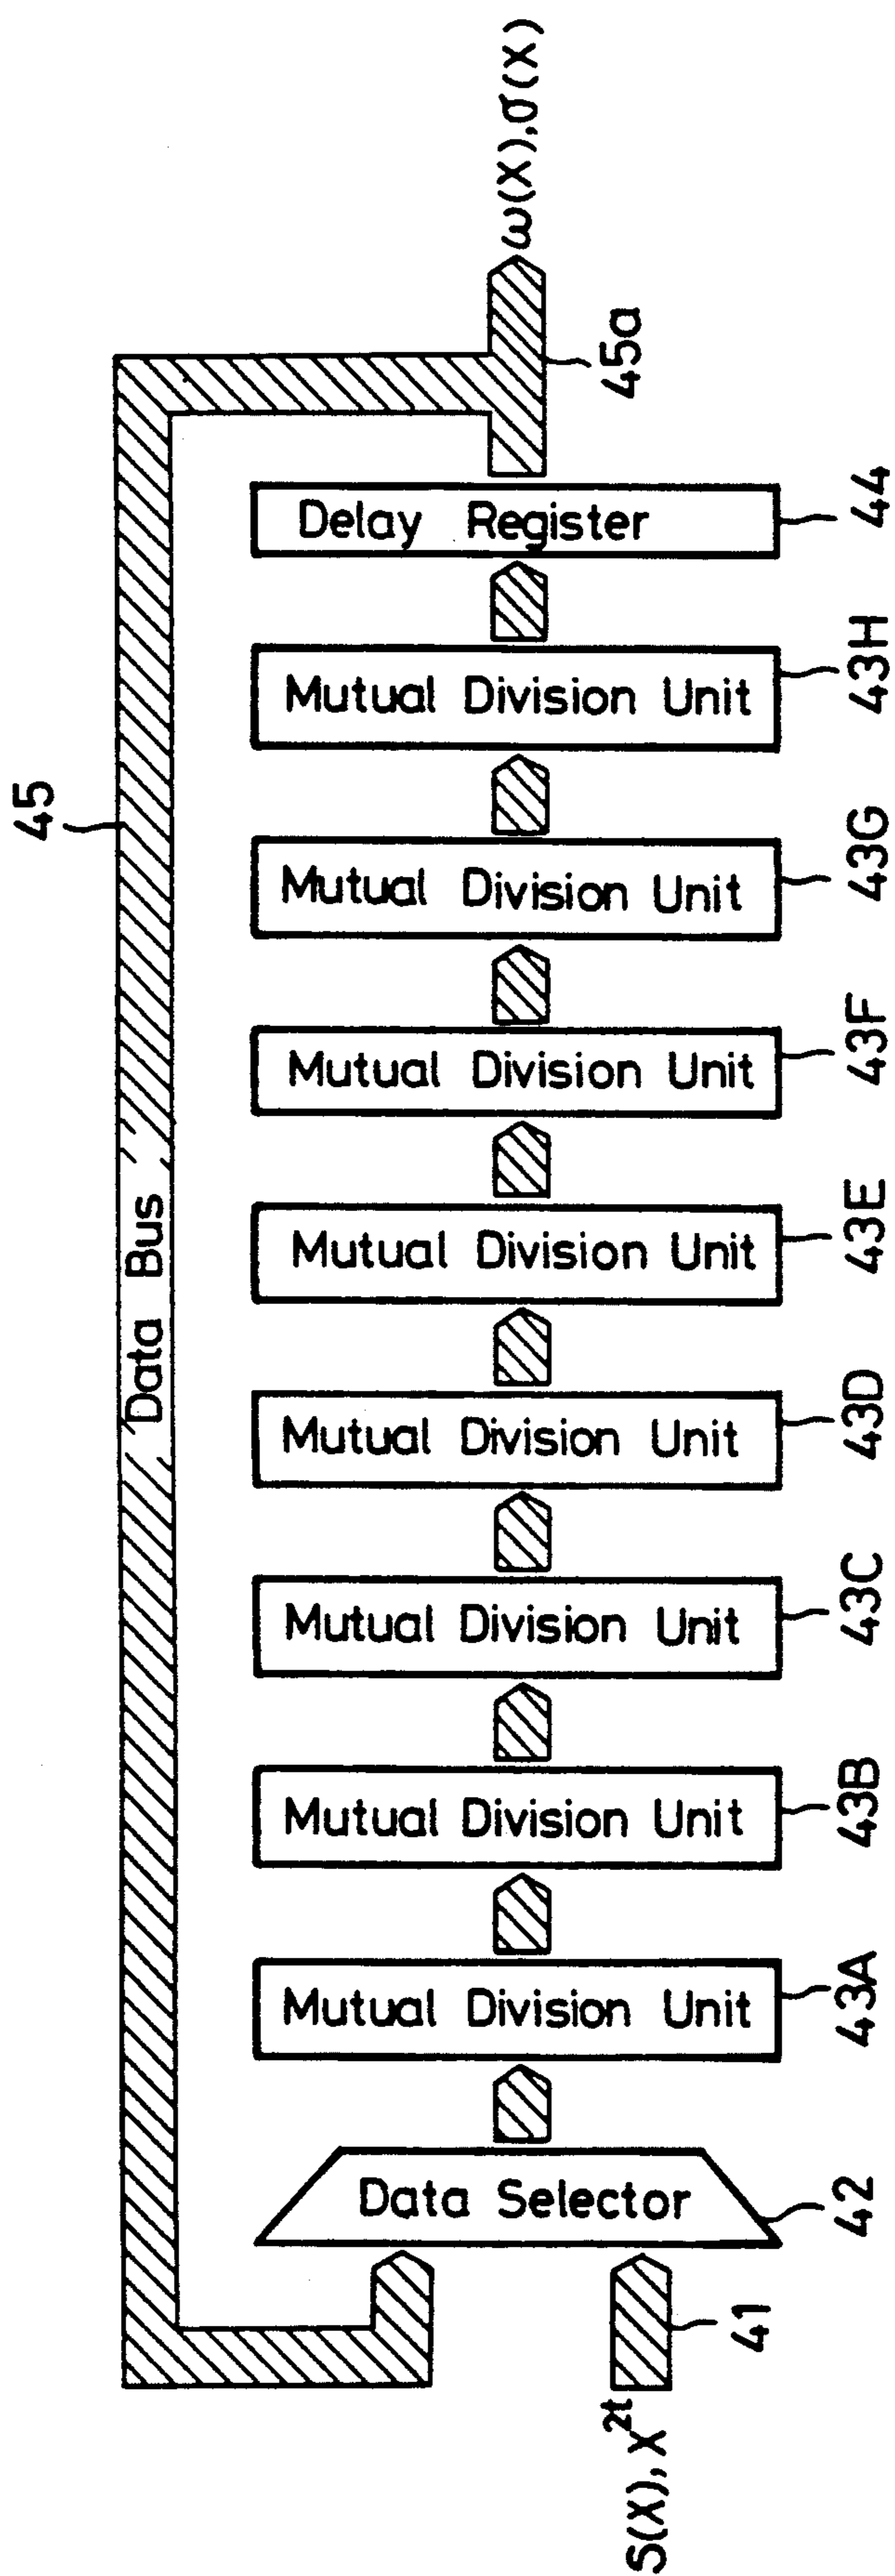 45
Data Bus
S(X), X²ᵗ
41
Data Selector
42
Mutual Division Unit
43A
Mutual Division Unit
43B
Mutual Division Unit
43C
Mutual Division Unit
43D
Mutual Division Unit
43E
Mutual Division Unit
43F
Mutual Division Unit
43G
Mutual Division Unit
43H
Delay Register
44
45a
ω(X), σ(X)